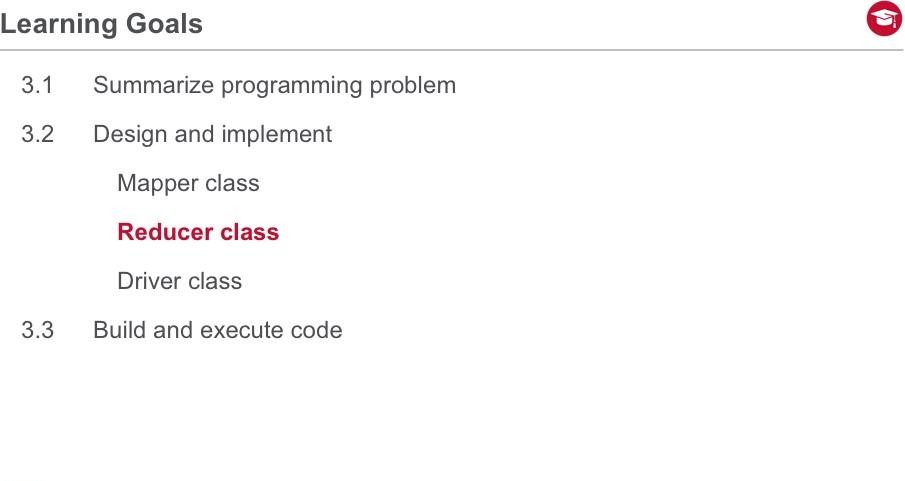 Learning Goals
3.1 Summarize programming problem
3.2 Design and implement
Mapper class
Reducer class
Driver class
3.3 Build and execute code